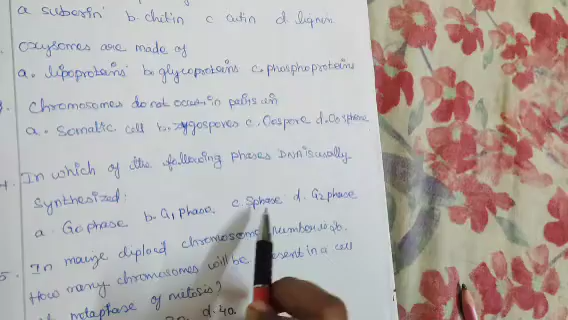 a suberin b. chitin c cutin d. lignin
oxysomes are made of
a. lipoproteins b. glycoproteins c. phosphoproteins
Chromosomes do not occur in pairs in
a. Somatic cell b. zygospores c. Oospore d. Oosphere
In which of the following phases DNA is usually
Synthesized:
a. G0 phase b. G1 phase. c. S phase d. G2 phase
5. In maize diploid chromosome number is 20.
How many chromosomes will be present in a cell
metaphase of mitosis?
d. 40.